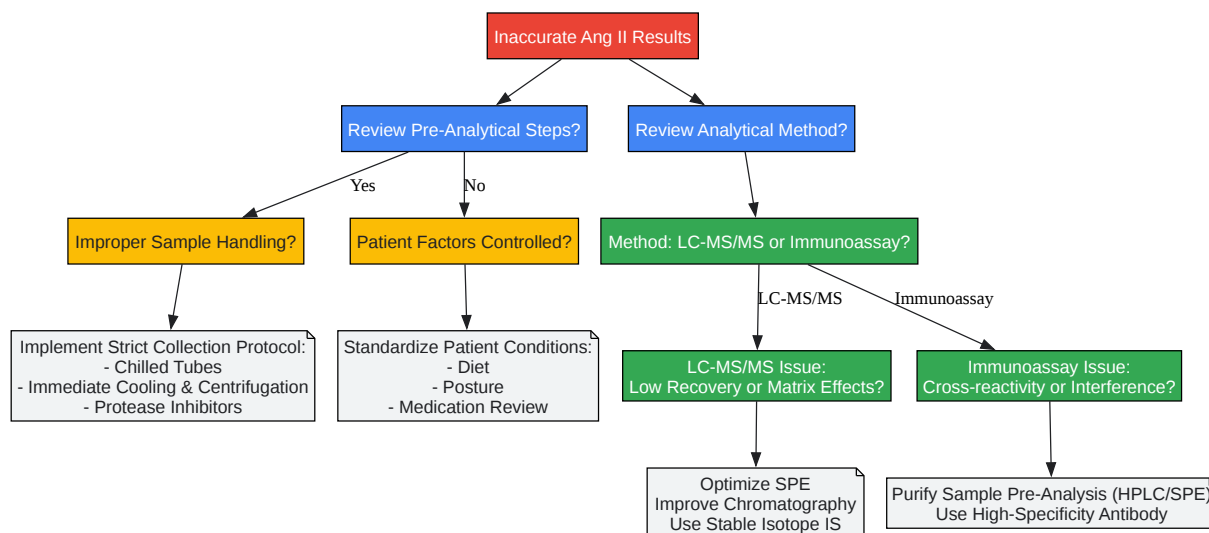 Inaccurate Ang II Results
Review Pre-Analytical Steps?
Review Analytical Method?
Yes
No
Improper Sample Handling?
Patient Factors Controlled?
Method: LC-MS/MS or Immunoassay?
LC-MS/MS
Immunoassay
Implement Strict Collection Protocol:
- Chilled Tubes
- Immediate Cooling & Centrifugation
- Protease Inhibitors
Standardize Patient Conditions:
- Diet
- Posture
- Medication Review
LC-MS/MS Issue:
Low Recovery or Matrix Effects?
Immunoassay Issue:
Cross-reactivity or Interference?
Optimize SPE
Improve Chromatography
Use Stable Isotope IS
Purify Sample Pre-Analysis (HPLC/SPE)
Use High-Specificity Antibody